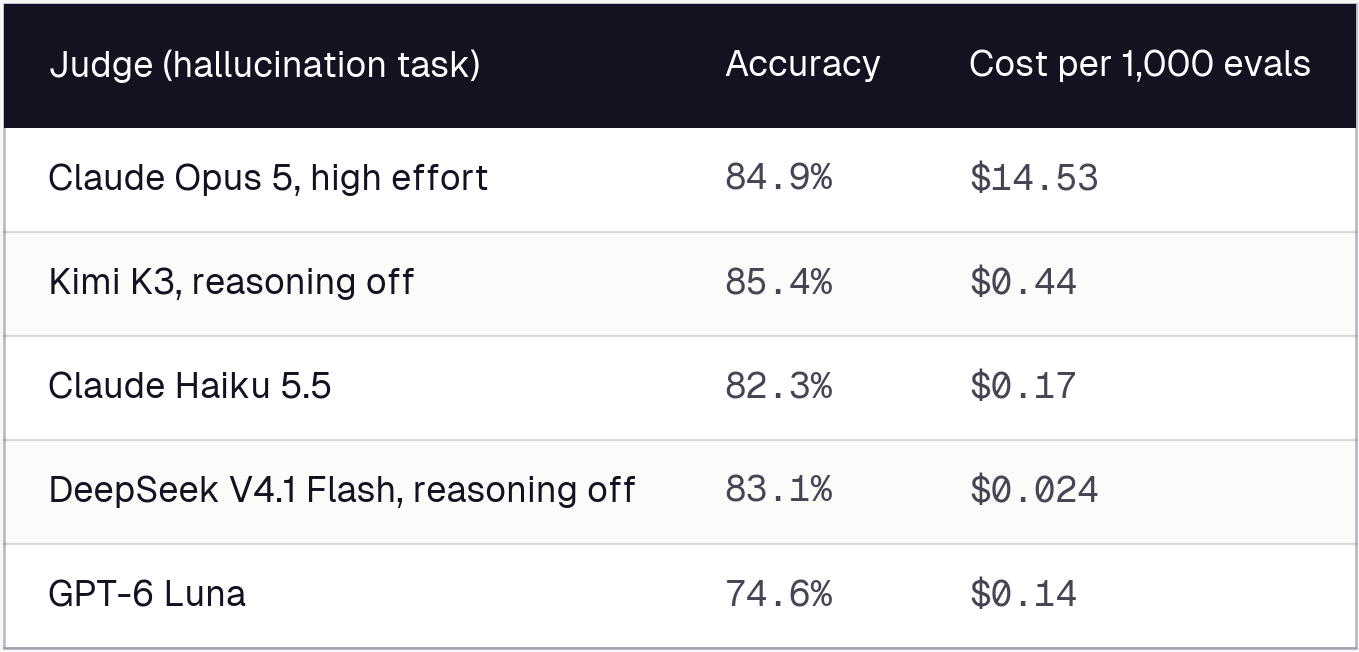 Judge (hallucination task) Accuracy Cost per 1,000 evals
Claude Opus 5, high effort 84.9% $14.53
Kimi K3, reasoning off 85.4% $0.44
Claude Haiku 5.5 82.3% $0.17
DeepSeek V4.1 Flash, reasoning off 83.1% $0.024
GPT-6 Luna 74.6% $0.14